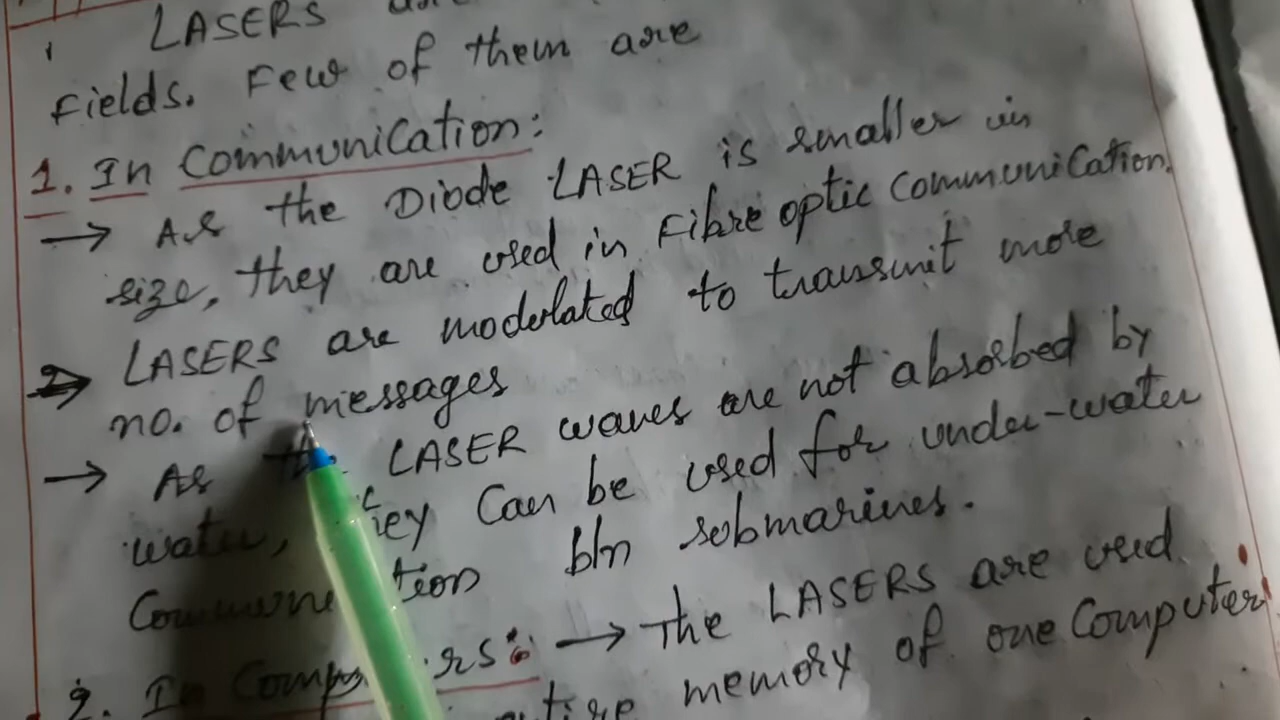 LASERS
Fields. Few of them are
1. In Communication:
→ As the Diode LASER is smaller in
size, they are used in Fibre optic Communication.
→ LASERS are modulated to transmit more
no. of messages
→ As LASER waves are not absorbed by
water, Can be used for under-water
btn submarines.
2. In → The LASERS are used
memory of one Computer